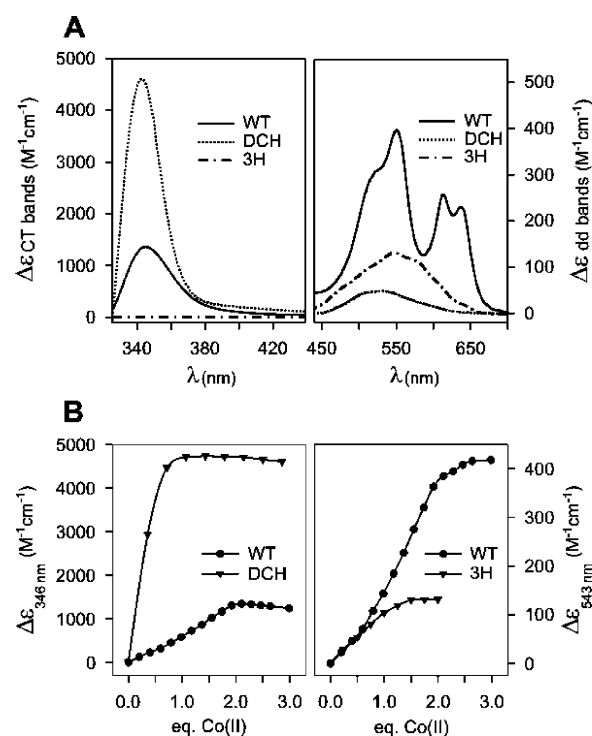 A
Δε CT bands (M⁻¹cm⁻¹)
5000
4000
3000
2000
1000
0
WT
DCH
3H
340 380 420
λ (nm)
WT
DCH
3H
500
400
300
200
100
0
Δε dd bands (M⁻¹cm⁻¹)
450 550 650
λ (nm)
B
Δε346 nm (M⁻¹cm⁻¹)
5000
4000
3000
2000
1000
0
WT
DCH
0.0 1.0 2.0 3.0
eq. Co(II)
WT
3H
400
300
200
100
0
Δε543 nm (M⁻¹cm⁻¹)
0.0 1.0 2.0 3.0
eq. Co(II)